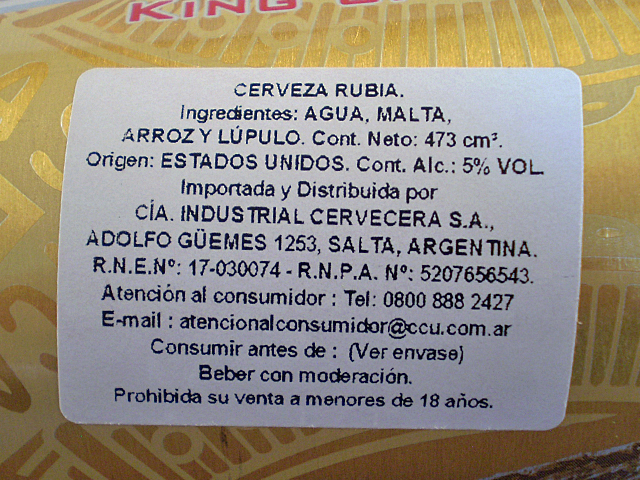 KING
CERVEZA RUBIA.
Ingredientes: AGUA, MALTA,
ARROZ Y LÚPULO. Cont. Neto: 473 cm³.
Origen: ESTADOS UNIDOS. Cont. Alc.: 5% VOL.
Importada y Distribuida por
CÍA. INDUSTRIAL CERVECERA S.A.,
ADOLFO GÜEMES 1253, SALTA, ARGENTINA.
R.N.E.Nº: 17-030074 - R.N.P.A. Nº: 5207656543.
Atención al consumidor : Tel: 0800 888 2427
E-mail : atencionalconsumidor@ccu.com.ar
Consumir antes de : (Ver envase)
Beber con moderación.
Prohibida su venta a menores de 18 años.